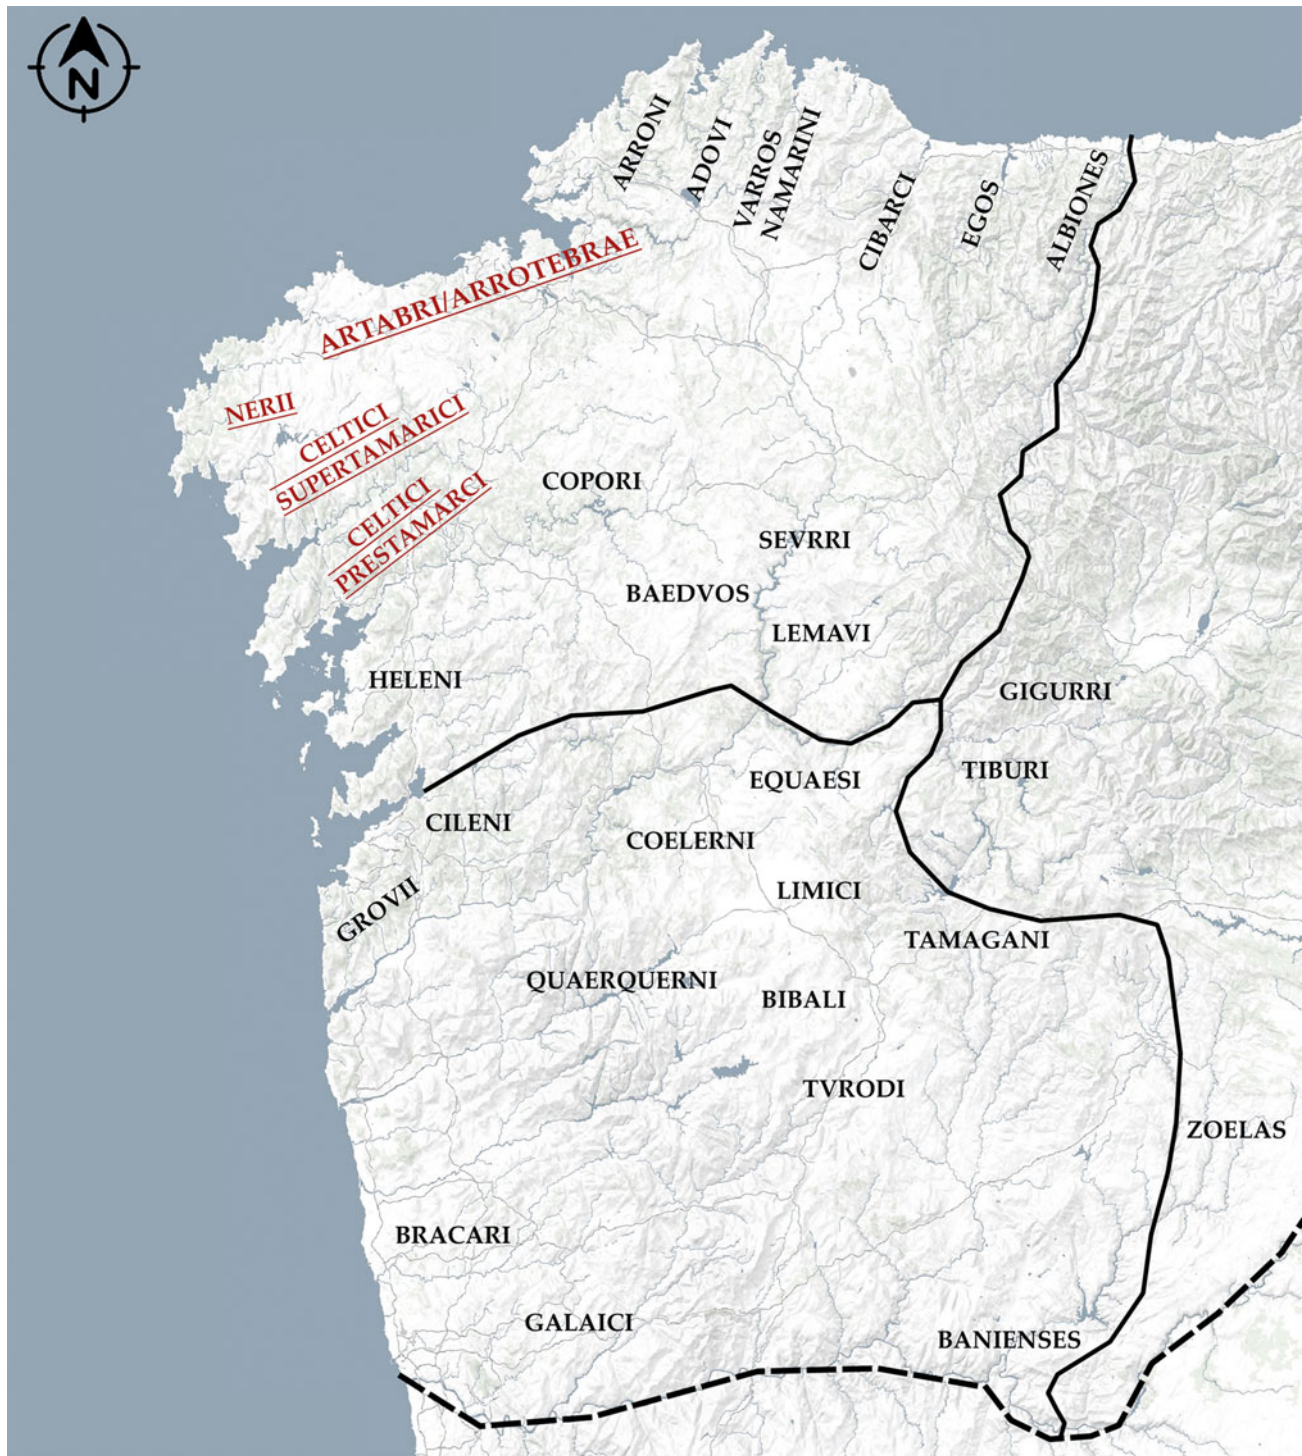 N
ARRONI
ADOVI
VARROS
NAMARINI
CIBARCI
EGOS
ALBIONES
ARTABRI/ARROTEBRAE
NERII
CELTICI
SUPERTAMARICI
CELTICI
PRESTAMARCI
COPORI
SEVRRI
BAEDVOS
LEMAVI
HELENI
GIGURRI
EQUAESI
TIBURI
CILENI
COELERNI
LIMICI
GROVII
TAMAGANI
QUAERQUERNI
BIBALI
TVRODI
ZOELAS
BRACARI
GALAICI
BANIENSES